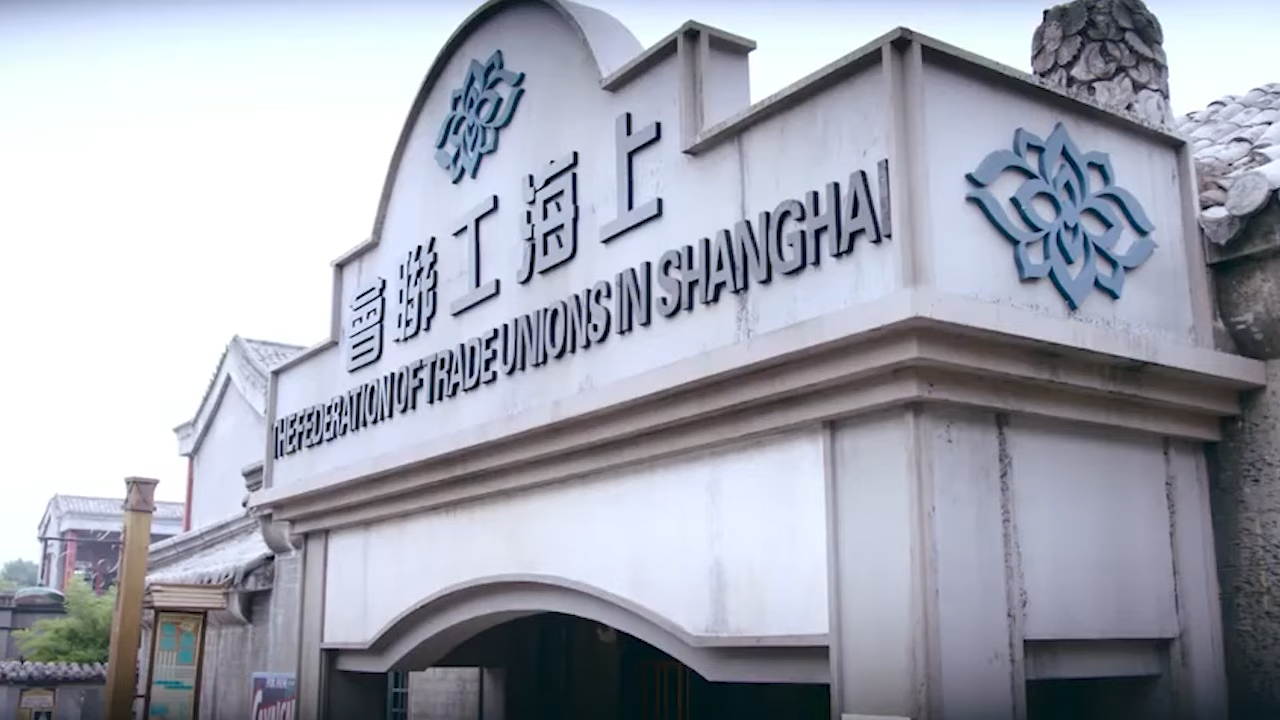 上海工聯會
THE FEDERATION OF TRADE UNIONS IN SHANGHAI